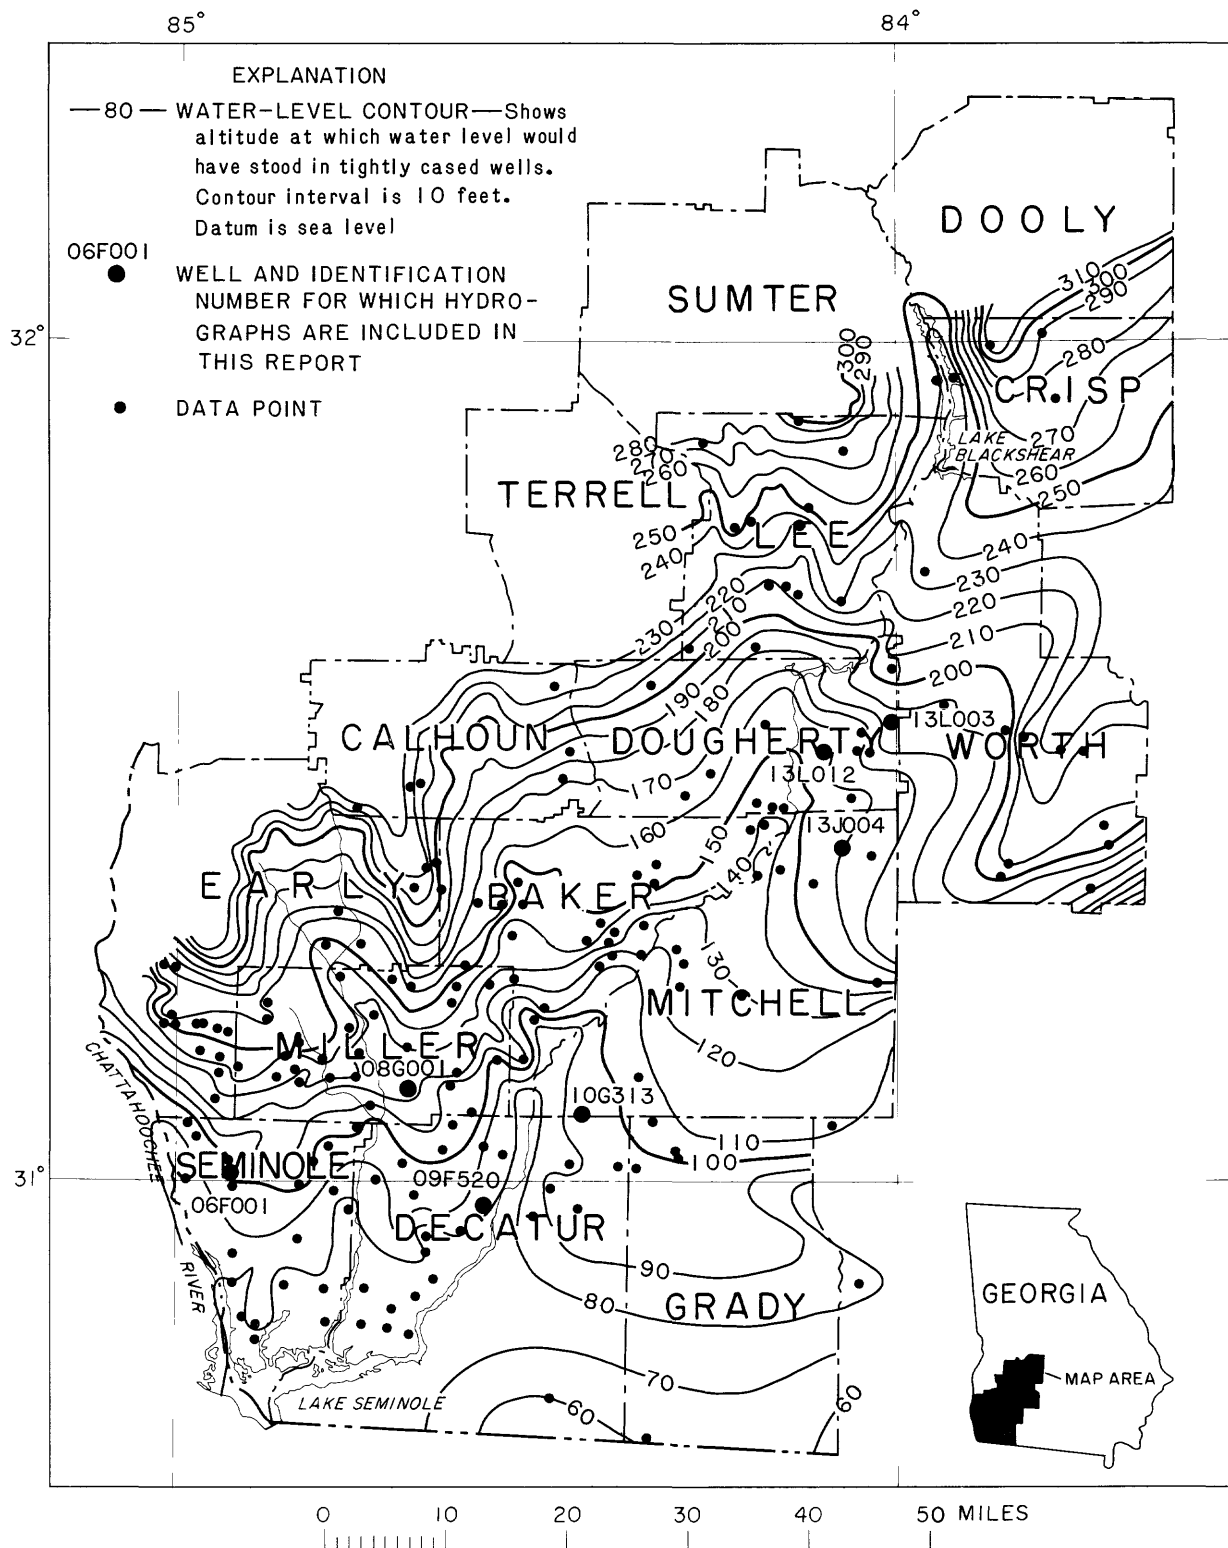 85°
84°
EXPLANATION
—80— WATER-LEVEL CONTOUR—Shows
altitude at which water level would
have stood in tightly cased wells.
Contour interval is 10 feet.
Datum is sea level
06F001
WELL AND IDENTIFICATION
NUMBER FOR WHICH HYDRO-
GRAPHS ARE INCLUDED IN
THIS REPORT
DATA POINT
DOOLY
SUMTER
310
300
290
32°
280
300
290
CRISP
270
LAKE
BLACKSHEAR
260
250
280
270
260
TERRELL
250
240
LEE
240
230
220
210
200
220
210
200
230
190
180
13L003
CALHOUN
DOUGHERTY
WORTH
13L012
170
160
150
13J004
140
EARLY
BAKER
130
MITCHELL
120
MILLER
08G001
10G313
CHATTAHOOCHEE
RIVER
110
100
31°
SEMINOLE
06F001
09F520
DECATUR
90
80
GRADY
70
60
60
LAKE SEMINOLE
GEORGIA
MAP AREA
0 10 20 30 40 50 MILES